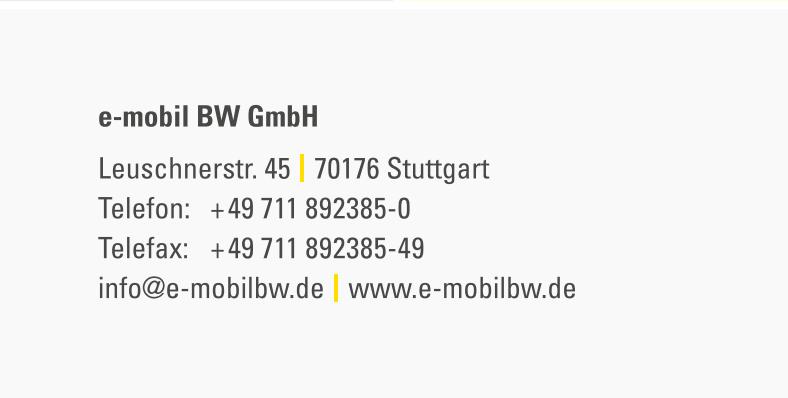 e-mobil BW GmbH
Leuschnerstr. 45 | 70176 Stuttgart
Telefon: +49 711 892385-0
Telefax: +49 711 892385-49
info@e-mobilbw.de | www.e-mobilbw.de